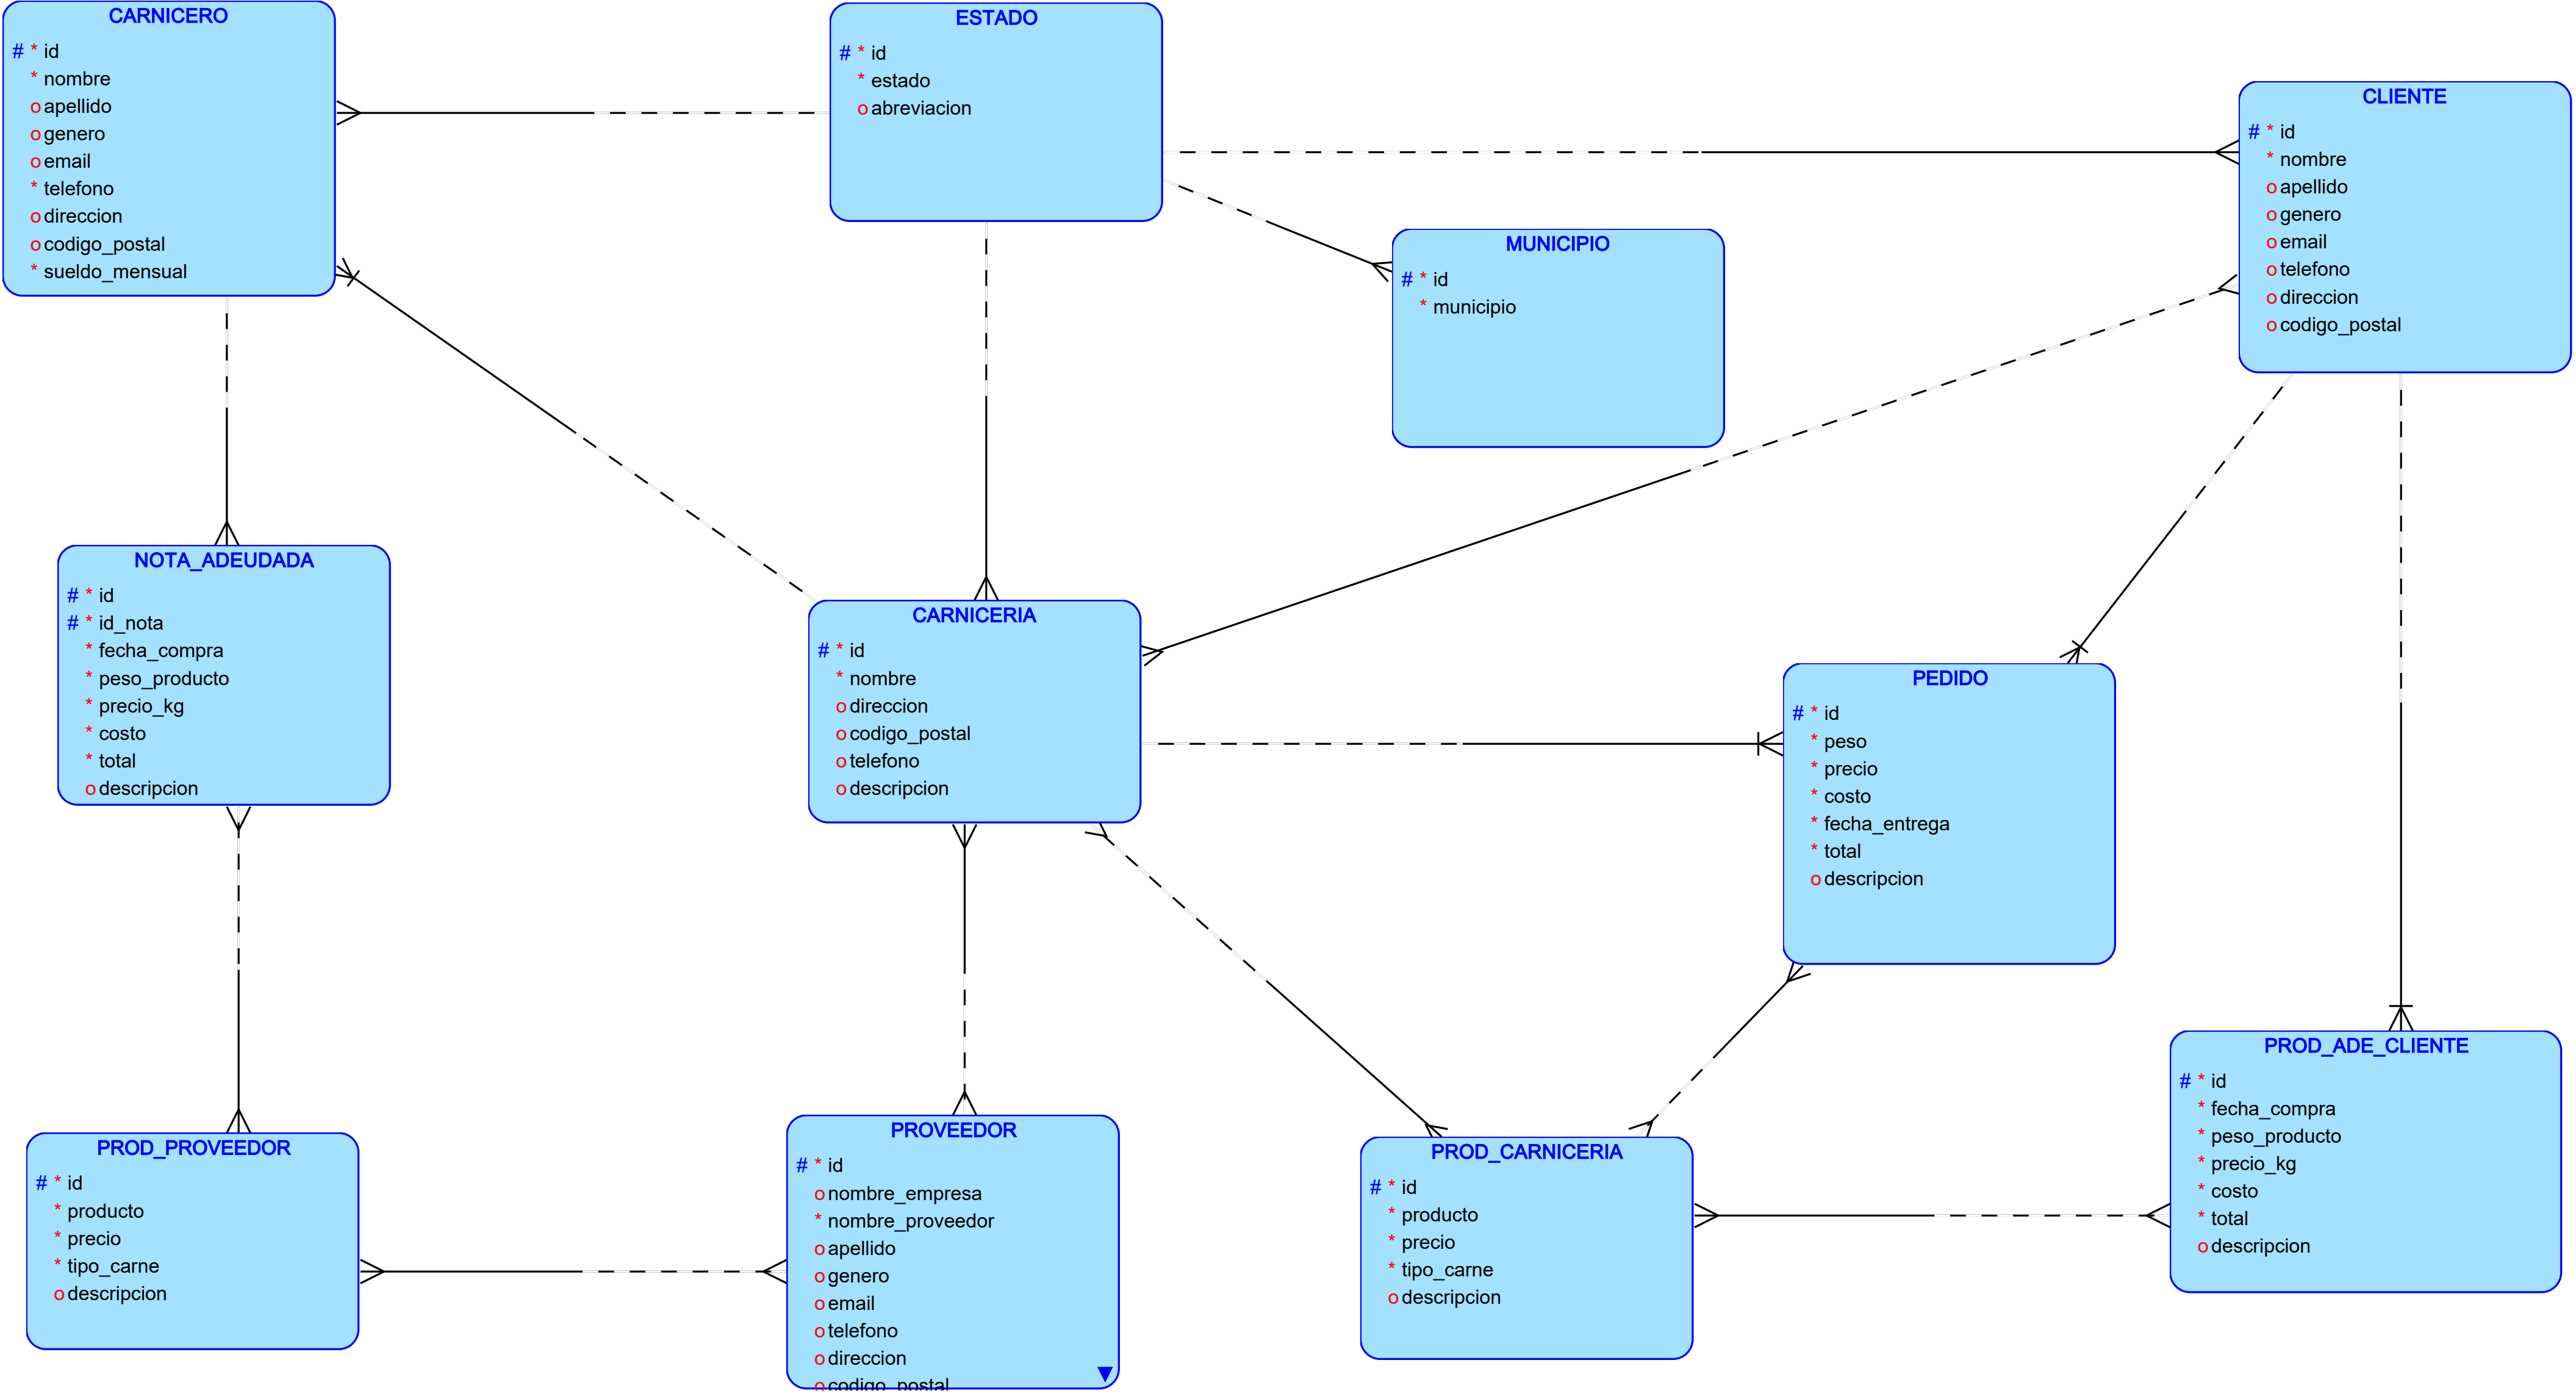 CARNICERO
# * id
* nombre
o apellido
o genero
o email
* telefono
o direccion
o codigo_postal
* sueldo_mensual
ESTADO
# * id
* estado
o abreviacion
CLIENTE
# * id
* nombre
o apellido
o genero
o email
o telefono
o direccion
o codigo_postal
MUNICIPIO
# * id
* municipio
NOTA_ADEUDADA
# * id
# * id_nota
* fecha_compra
* peso_producto
* precio_kg
* costo
* total
o descripcion
CARNICERIA
# * id
* nombre
o direccion
o codigo_postal
o telefono
o descripcion
PEDIDO
# * id
* peso
* precio
* costo
* fecha_entrega
* total
o descripcion
PROD_PROVEEDOR
# * id
* producto
* precio
* tipo_carne
o descripcion
PROVEEDOR
# * id
o nombre_empresa
* nombre_proveedor
o apellido
o genero
o email
o telefono
o direccion
o codigo_postal
PROD_CARNICERIA
# * id
* producto
* precio
* tipo_carne
o descripcion
PROD_ADE_CLIENTE
# * id
* fecha_compra
* peso_producto
* precio_kg
* costo
* total
o descripcion